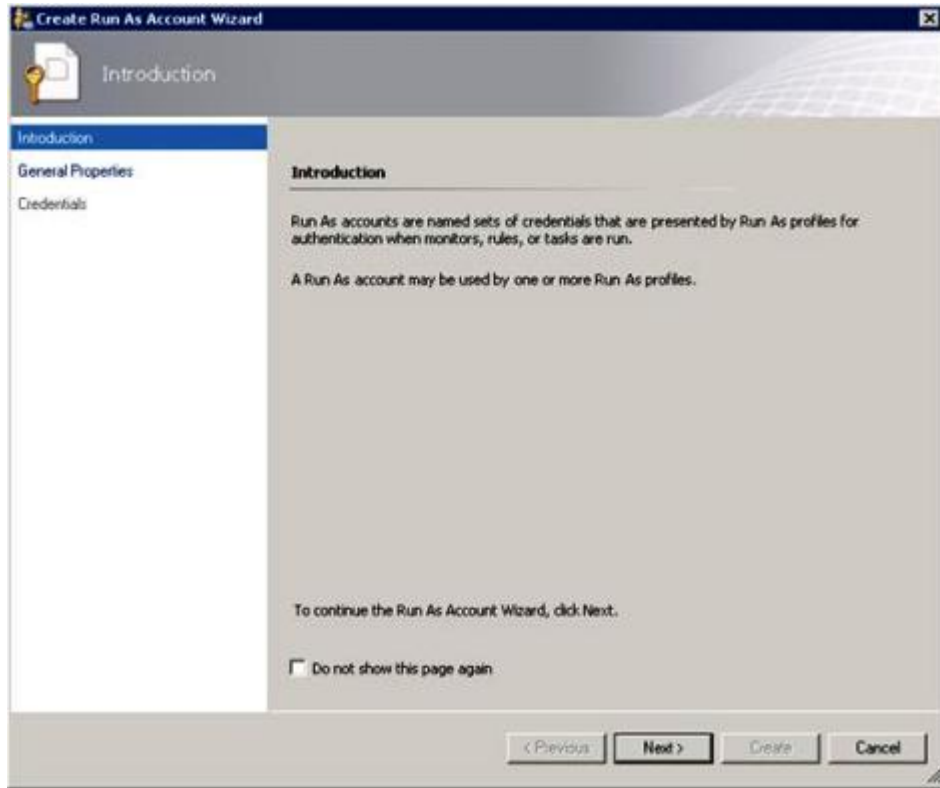 Create Run As Account Wizard
Introduction
Introduction
General Properties
Credentials
Introduction
Run As accounts are named sets of credentials that are presented by Run As profiles for
authentication when monitors, rules, or tasks are run.
A Run As account may be used by one or more Run As profiles.
To continue the Run As Account Wizard, click Next.
Do not show this page again
< Previous
Next >
Create
Cancel